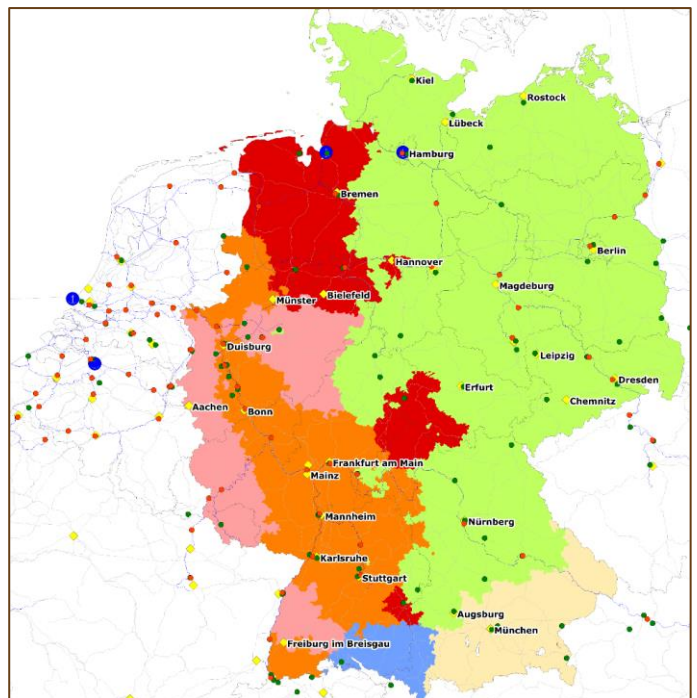 Kiel
Rostock
Lübeck
Hamburg
Bremen
Hannover
Berlin
Magdeburg
Bielefeld
Münster
Duisburg
Leipzig
Erfurt
Dresden
Chemnitz
Aachen
Bonn
Frankfurt am Main
Mainz
Mannheim
Nürnberg
Karlsruhe
Stuttgart
Augsburg
München
Freiburg im Breisgau